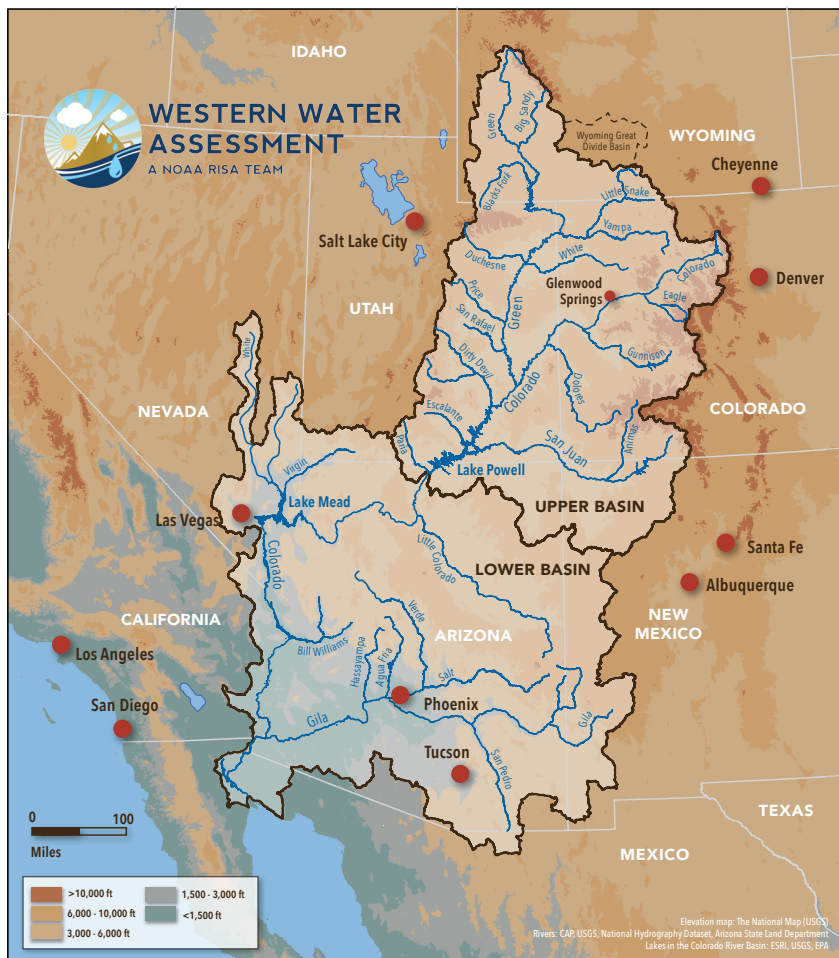 IDAHO
WESTERN WATER
ASSESSMENT
A NOAA RISA TEAM
Green
Big Sandy
Wyoming Great
Divide Basin
WYOMING
Cheyenne
Blacks Fork
Little Snake
Salt Lake City
Yampa
Duchesne
White
Colorado
Denver
Glenwood
Springs
Eagle
Price
UTAH
San Rafael
Green
Gunnison
White
Dirty Devil
Colorado
Dolores
NEVADA
COLORADO
Escalante
Paria
San Juan
Animas
Virgin
Lake Powell
Lake Mead
UPPER BASIN
Las Vegas
Colorado
Little Colorado
LOWER BASIN
Santa Fe
Albuquerque
CALIFORNIA
Verde
NEW
MEXICO
ARIZONA
Los Angeles
Bill Williams
Hassayampa
Agua Fria
Salt
San Diego
Phoenix
Gila
Gila
Tucson
San Pedro
0 100
Miles
TEXAS
MEXICO
>10,000 ft
6,000 - 10,000 ft
3,000 - 6,000 ft
1,500 - 3,000 ft
<1,500 ft
Elevation map: The National Map (USGS)
Rivers: CAP, USGS, National Hydrography Dataset, Arizona State Land Department
Lakes in the Colorado River Basin: ESRI, USGS, EPA